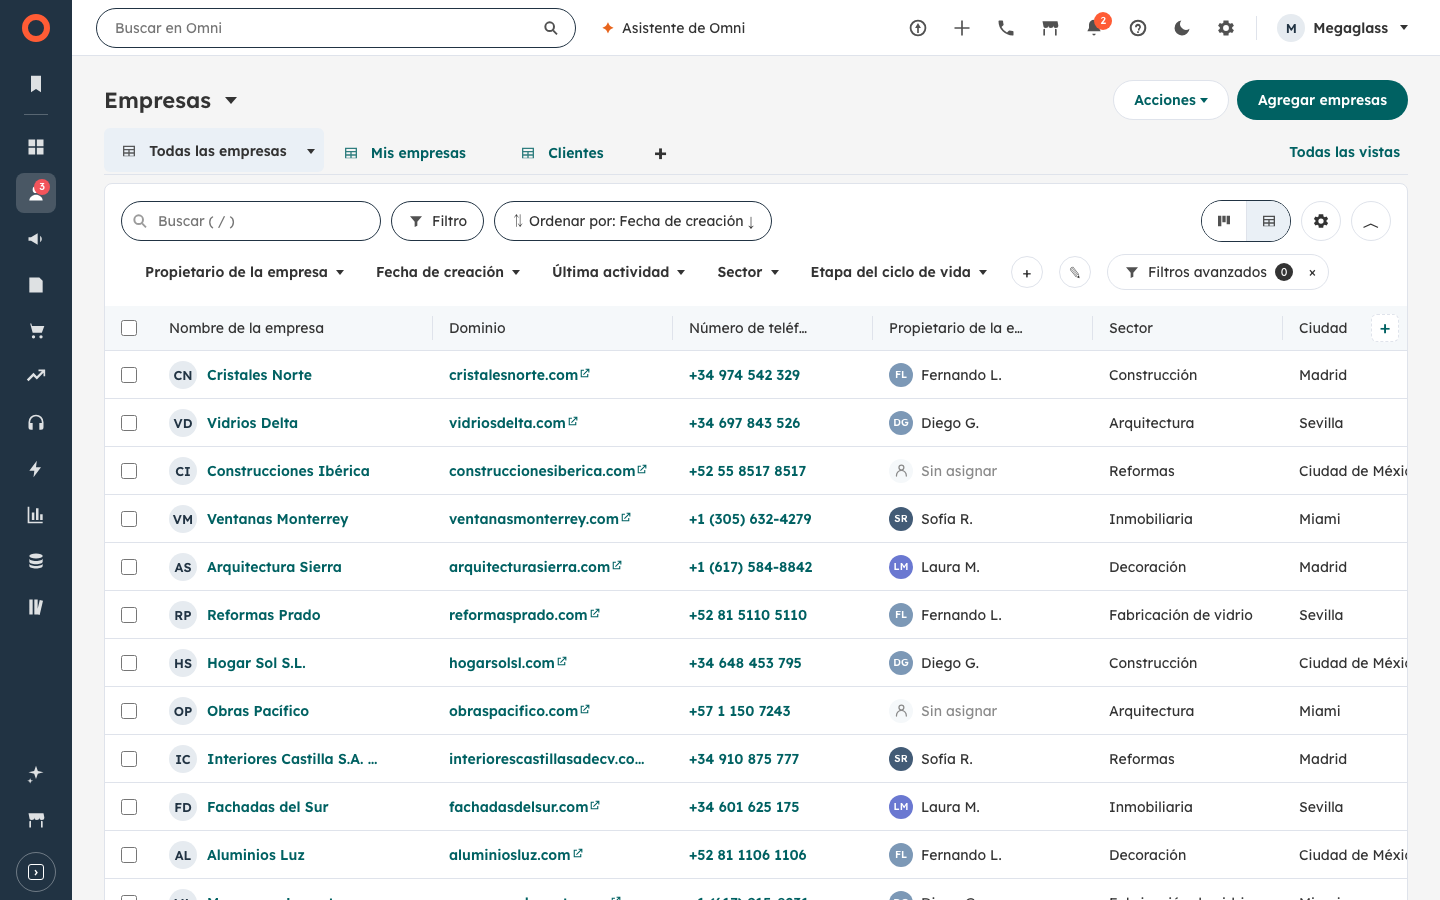 Buscar en Omni
Asistente de Omni
2
M
Megaglass
3
Empresas
Acciones
Agregar empresas
Todas las empresas
Mis empresas
Clientes
Todas las vistas
Buscar ( / )
Filtro
Ordenar por: Fecha de creación ↓
Propietario de la empresa
Fecha de creación
Última actividad
Sector
Etapa del ciclo de vida
+
Filtros avanzados 0 ×
Nombre de la empresa Dominio Número de teléf... Propietario de la e... Sector Ciudad +
CN Cristales Norte cristalesnorte.com +34 974 542 329 FL Fernando L. Construcción Madrid
VD Vidrios Delta vidriosdelta.com +34 697 843 526 DG Diego G. Arquitectura Sevilla
CI Construcciones Ibérica construccionesiberica.com +52 55 8517 8517 Sin asignar Reformas Ciudad de Méxic
VM Ventanas Monterrey ventanasmonterrey.com +1 (305) 632-4279 SR Sofía R. Inmobiliaria Miami
AS Arquitectura Sierra arquitecturasierra.com +1 (617) 584-8842 LM Laura M. Decoración Madrid
RP Reformas Prado reformasprado.com +52 81 5110 5110 FL Fernando L. Fabricación de vidrio Sevilla
HS Hogar Sol S.L. hogarsolsl.com +34 648 453 795 DG Diego G. Construcción Ciudad de Méxic
OP Obras Pacífico obraspacifico.com +57 1 150 7243 Sin asignar Arquitectura Miami
IC Interiores Castilla S.A. ... interiorescastillasadecv.co... +34 910 875 777 SR Sofía R. Reformas Madrid
FD Fachadas del Sur fachadasdelsur.com +34 601 625 175 LM Laura M. Inmobiliaria Sevilla
AL Aluminios Luz aluminiosluz.com +52 81 1106 1106 FL Fernando L. Decoración Ciudad de Méxic